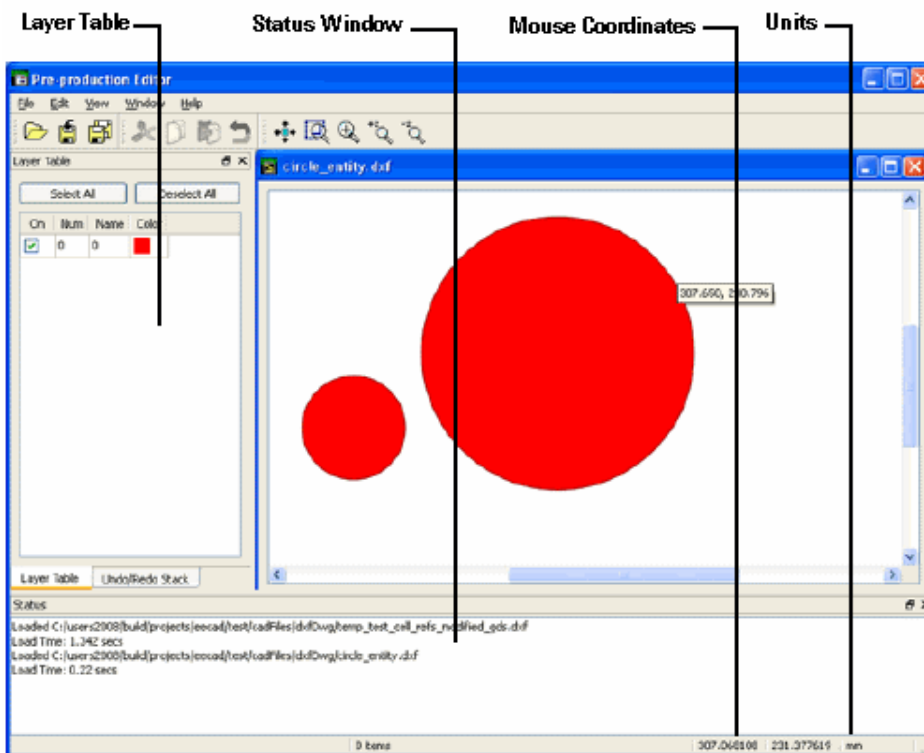 Layer Table
Status Window
Mouse Coordinates
Units
Pre-production Editor
File Edit View Window Help
Layer Table
circle_entity.dxf
Select All Deselect All
On Num Name Color
0 0
307.650,
Layer Table Undo/Redo Stack
Status
Loaded C:/users2008/build/projects/eecad/test/cadFiles/dxfDwg/temp_test_cell_refs_modified_gds.dxf
Load Time: 1.342 secs
Loaded C:/users2008/build/projects/eecad/test/cadFiles/dxfDwg/circle_entity.dxf
Load Time: 0.22 secs
0 items 307.068108 231.377619 mm